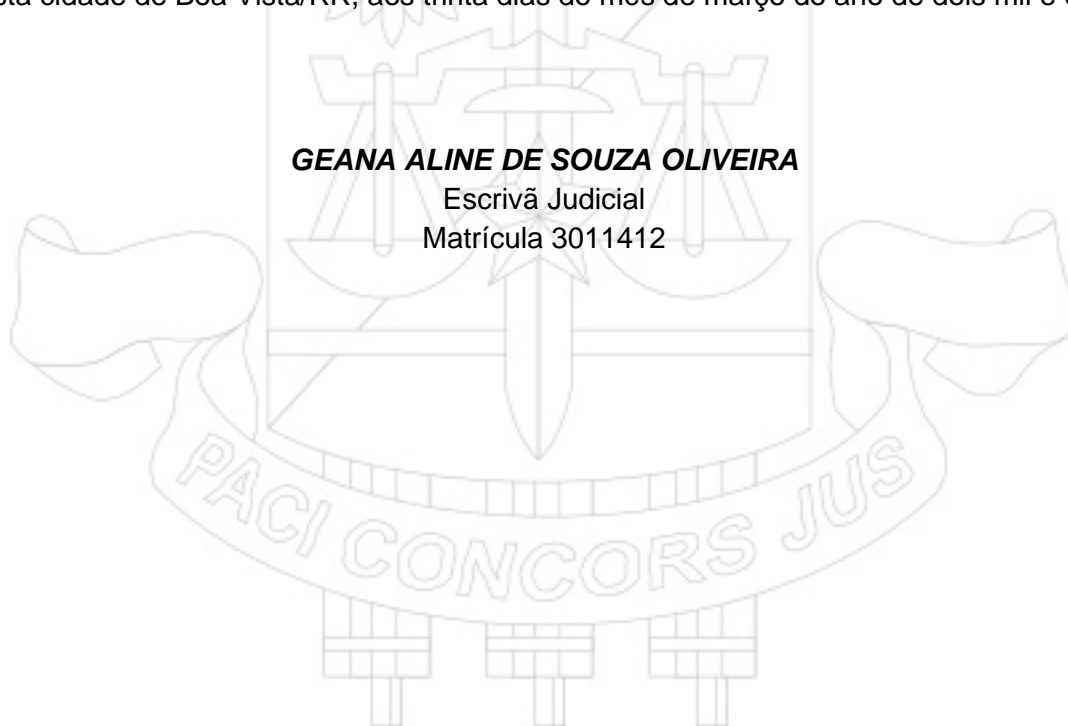 sta cidade de Boa Vista/RR, aos trinta dias do mês de março do ano de dois mil e
GEANA ALINE DE SOUZA OLIVEIRA
Escrivã Judicial
Matrícula 3011412
PACI CONCORS JUS